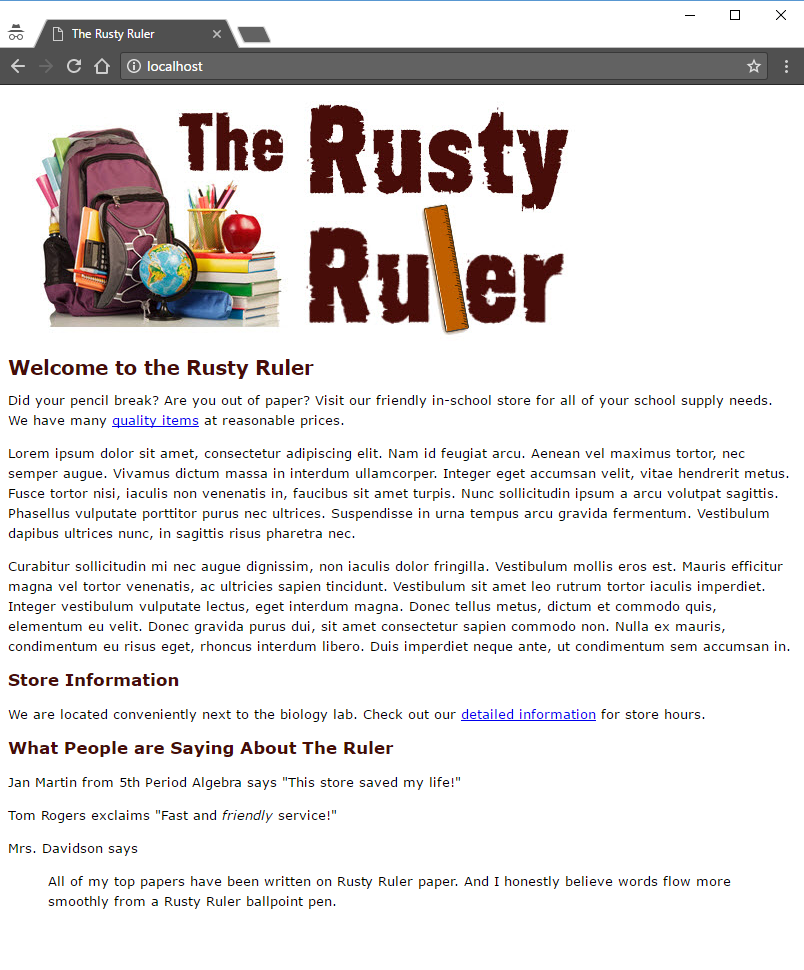 The Rusty Ruler
localhost
The Rusty
Ruler
Welcome to the Rusty Ruler
Did your pencil break? Are you out of paper? Visit our friendly in-school store for all of your school supply needs.
We have many quality items at reasonable prices.
Lorem ipsum dolor sit amet, consectetur adipiscing elit. Nam id feugiat arcu. Aenean vel maximus tortor, nec
semper augue. Vivamus dictum massa in interdum ullamcorper. Integer eget accumsan velit, vitae hendrerit metus.
Fusce tortor nisi, iaculis non venenatis in, faucibus sit amet turpis. Nunc sollicitudin ipsum a arcu volutpat sagittis.
Phasellus vulputate porttitor purus nec ultrices. Suspendisse in urna tempus arcu gravida fermentum. Vestibulum
dapibus ultrices nunc, in sagittis risus pharetra nec.
Curabitur sollicitudin mi nec augue dignissim, non iaculis dolor fringilla. Vestibulum mollis eros est. Mauris efficitur
magna vel tortor venenatis, ac ultricies sapien tincidunt. Vestibulum sit amet leo rutrum tortor iaculis imperdiet.
Integer vestibulum vulputate lectus, eget interdum magna. Donec tellus metus, dictum et commodo quis,
elementum eu velit. Donec gravida purus dui, sit amet consectetur sapien commodo non. Nulla ex mauris,
condimentum eu risus eget, rhoncus interdum libero. Duis imperdiet neque ante, ut condimentum sem accumsan in.
Store Information
We are located conveniently next to the biology lab. Check out our detailed information for store hours.
What People are Saying About The Ruler
Jan Martin from 5th Period Algebra says "This store saved my life!"
Tom Rogers exclaims "Fast and friendly service!"
Mrs. Davidson says
All of my top papers have been written on Rusty Ruler paper. And I honestly believe words flow more
smoothly from a Rusty Ruler ballpoint pen.